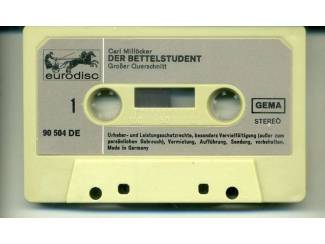 eurodisc
Carl Millöcker
DER BETTELSTUDENT
Großer Querschnitt
1
GEMA
STEREO
90 504 DE
Urheber- und Leistungsschutzrechte, besonders Vervielfältigung (außer zum
persönlichen Gebrauch), Vermietung, Aufführung, Sendung, vorbehalten.
Made in Germany